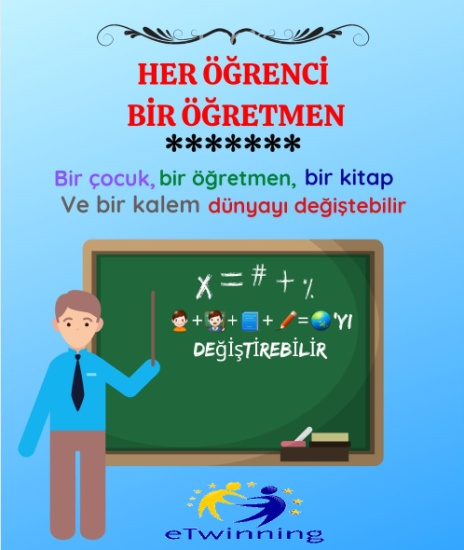 HER ÖĞRENCİ
BİR ÖĞRETMEN
*******
Bir çocuk, bir öğretmen, bir kitap
Ve bir kalem dünyayı değiştebilir
x = # + %
🧑+👩‍🏫+📘+✏️=🌍'YI
DEĞİŞTİREBİLİR
eTwinning